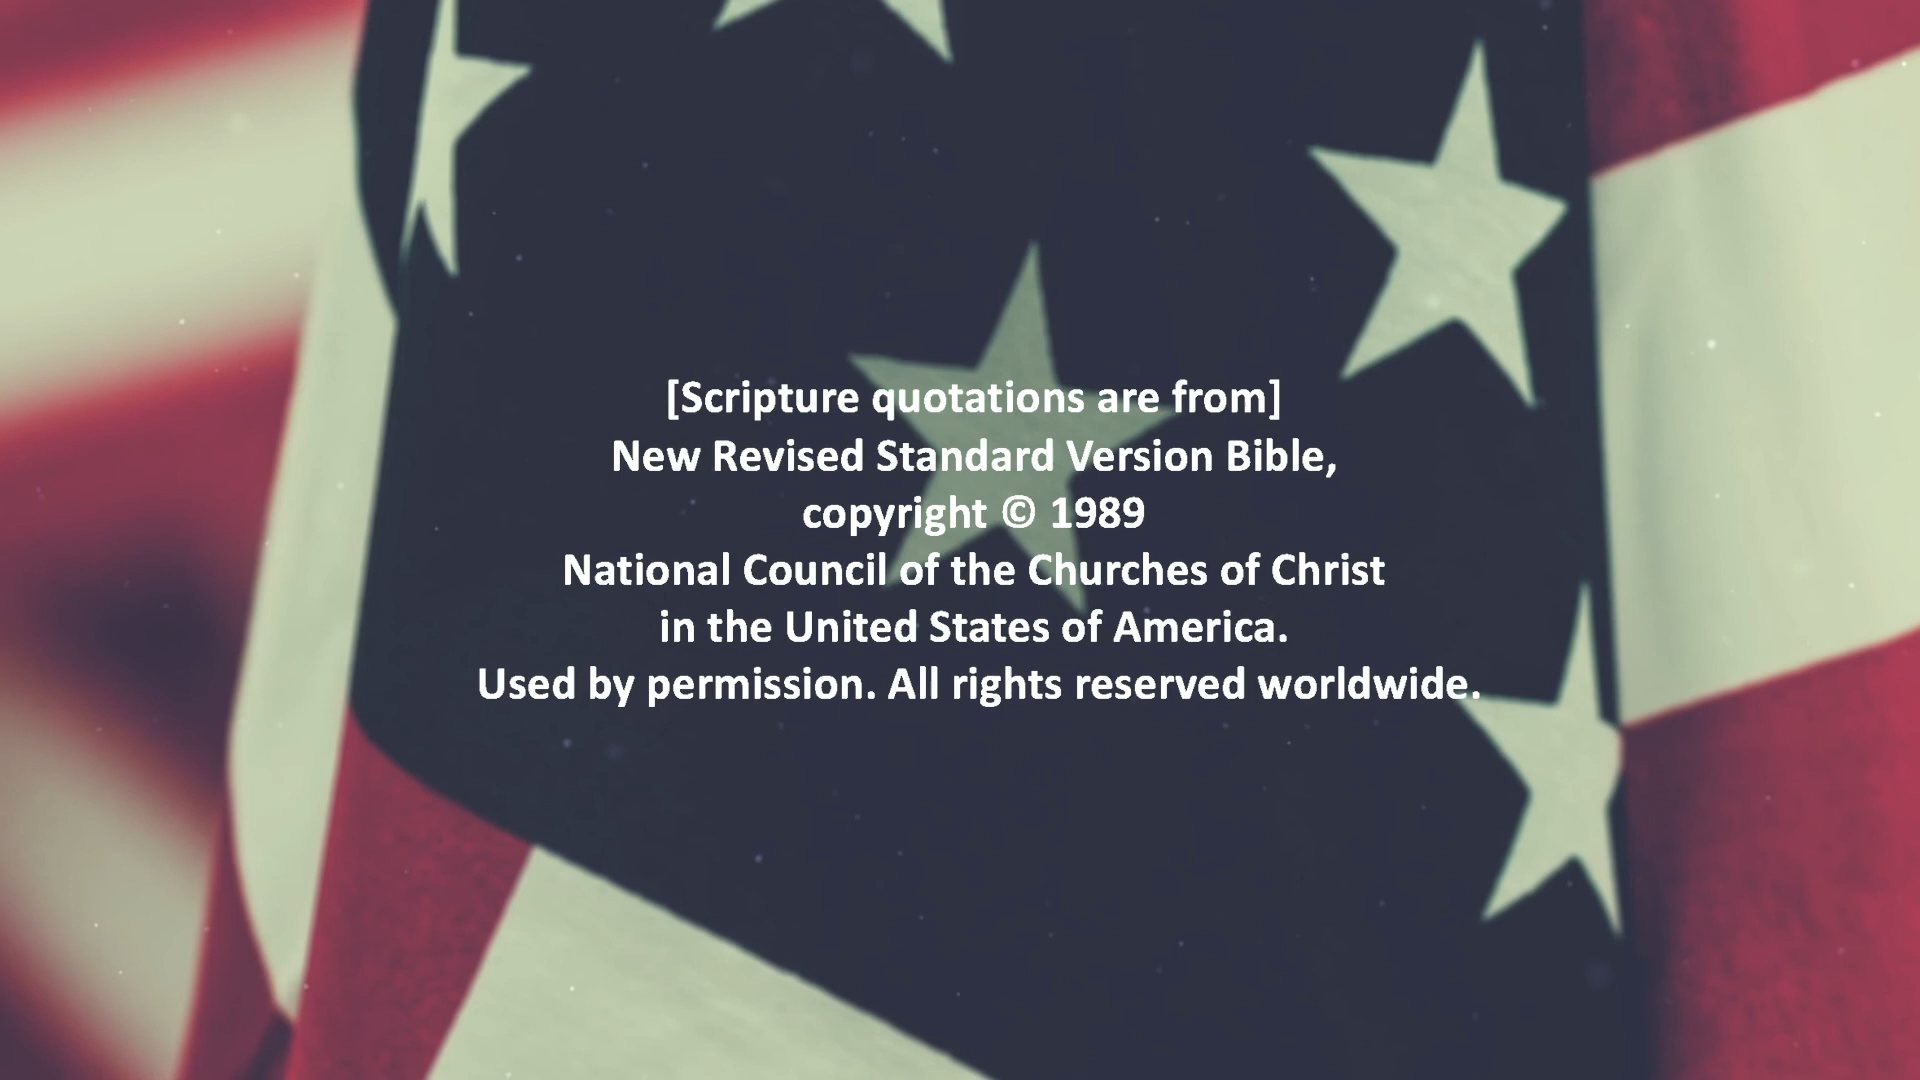 [Scripture quotations are from]
New Revised Standard Version Bible,
copyright © 1989
National Council of the Churches of Christ
in the United States of America.
Used by permission. All rights reserved worldwide.